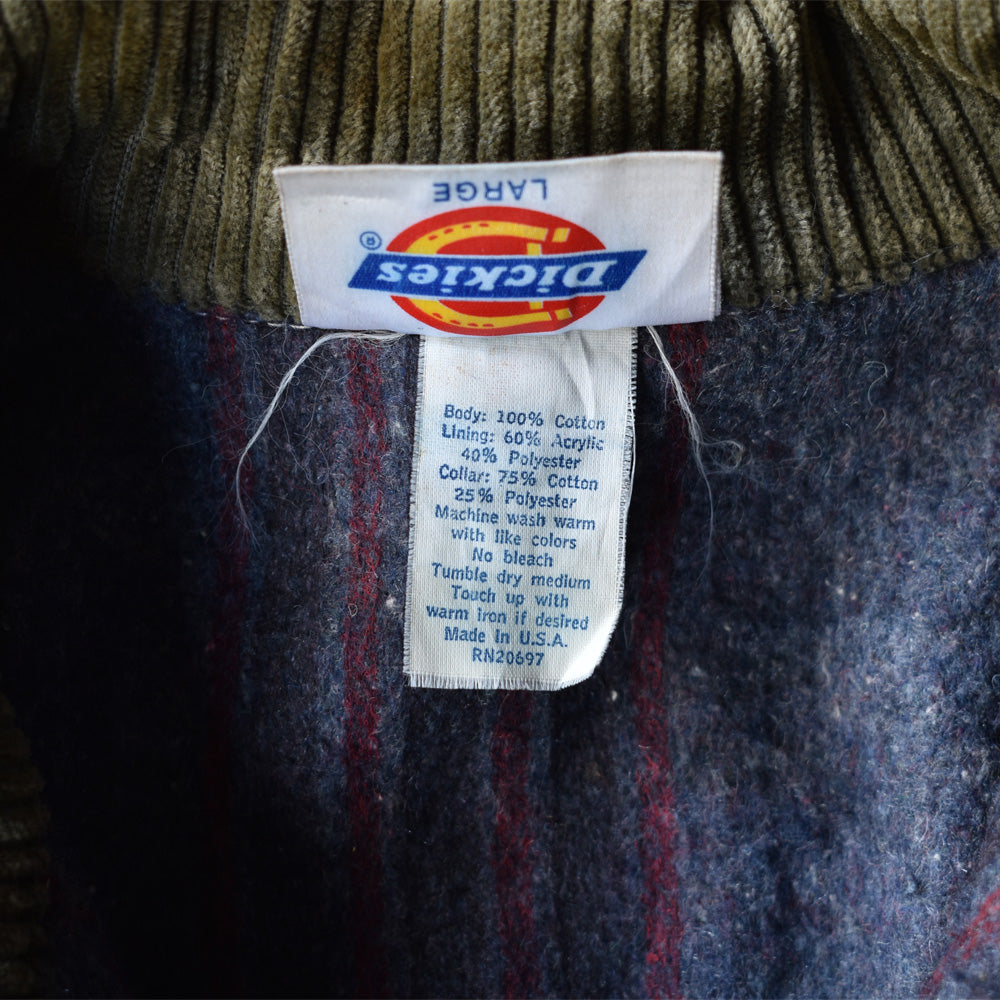 LARGE
Dickies®
Body: 100% Cotton
Lining: 60% Acrylic
40% Polyester
Collar: 75% Cotton
25% Polyester
Machine wash warm
with like colors
No bleach
Tumble dry medium
Touch up with
warm iron if desired
Made In U.S.A.
RN20697